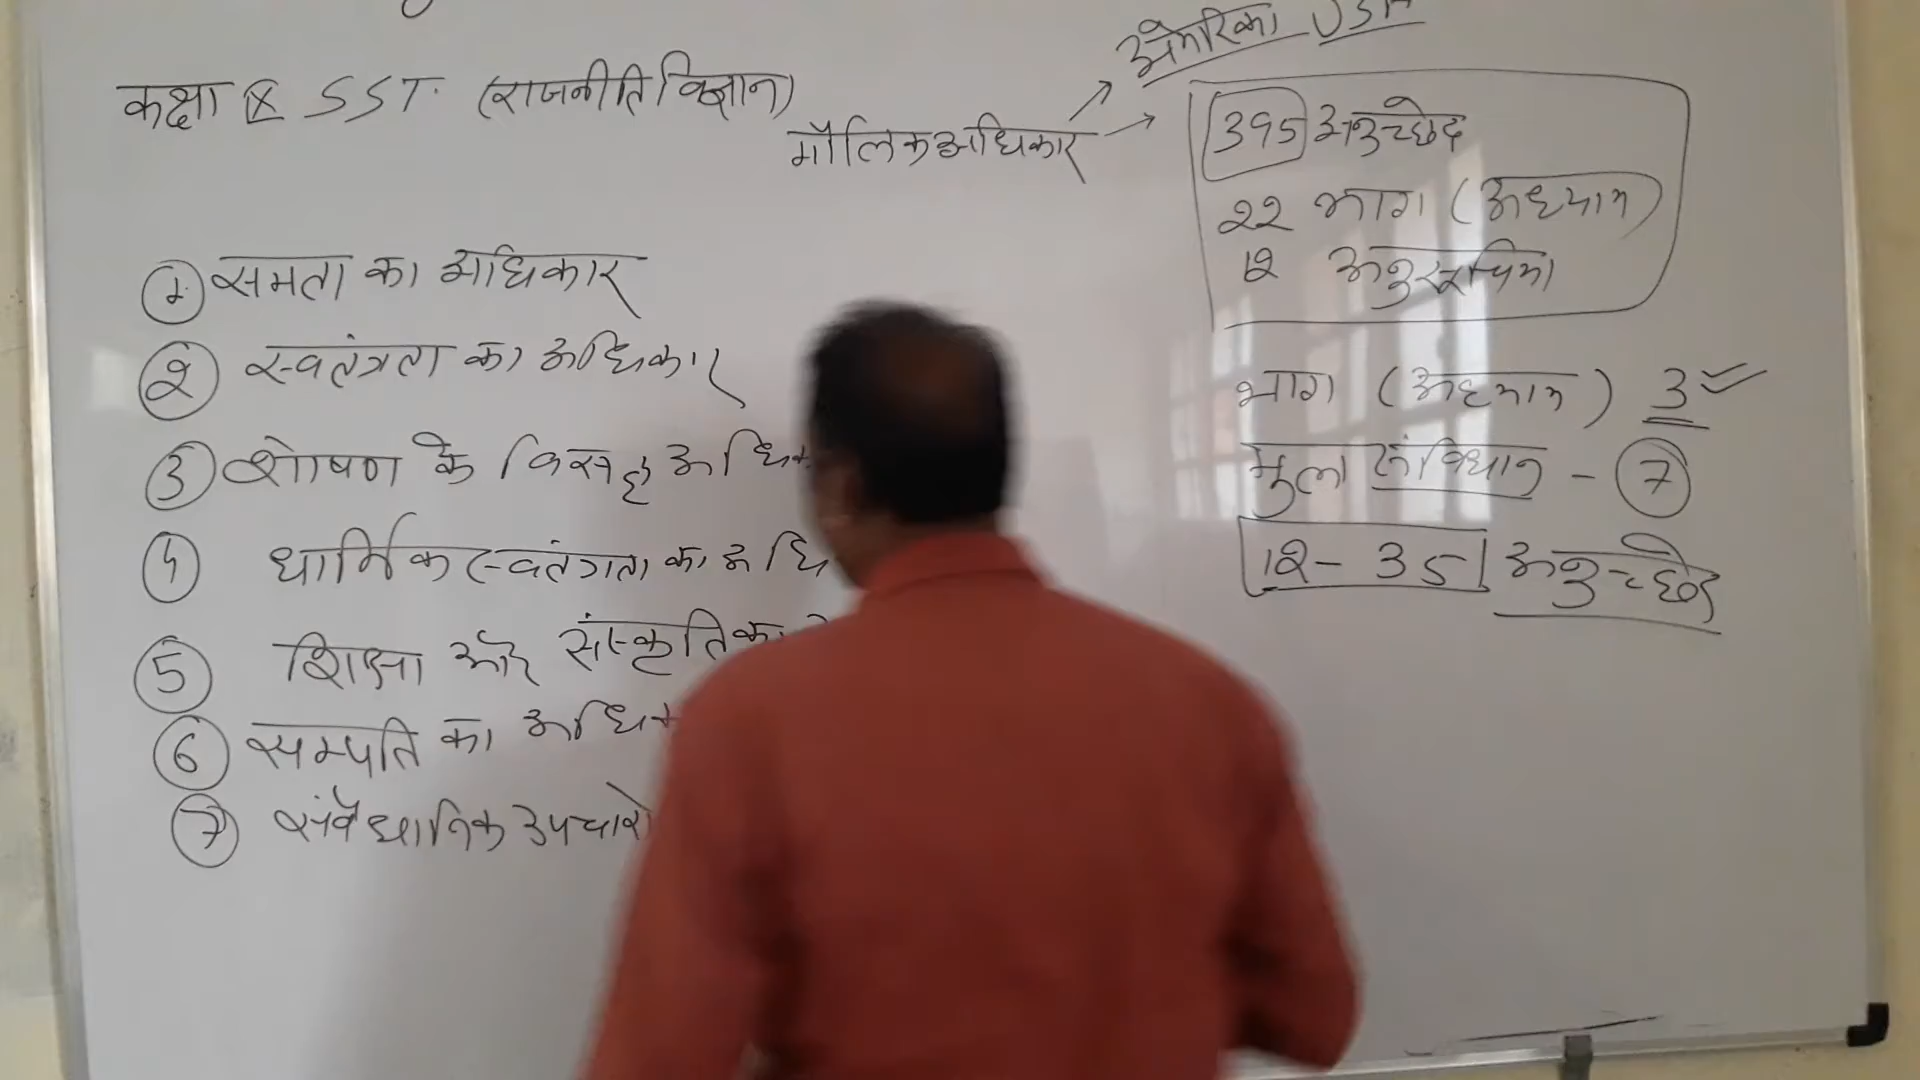 कक्षा IX SST. (राजनीति विज्ञान)
मौलिक अधिकार
अमेरिका USA
395 अनुच्छेद
22 भाग (अध्याय)
12 अनुसूचिया
भाग (अध्याय) 3
मुल संविधान - 7
12 - 35 अनुच्छेद
1 समता का अधिकार
2 स्वतंत्रता का अधिकार
3 शोषण के विरूद्ध अधि
4 धार्मिक स्वतंत्रता का अधि
5 शिक्षा और संस्कृति का
6 सम्पति का अधि
7 संवैधानिक उपचारो